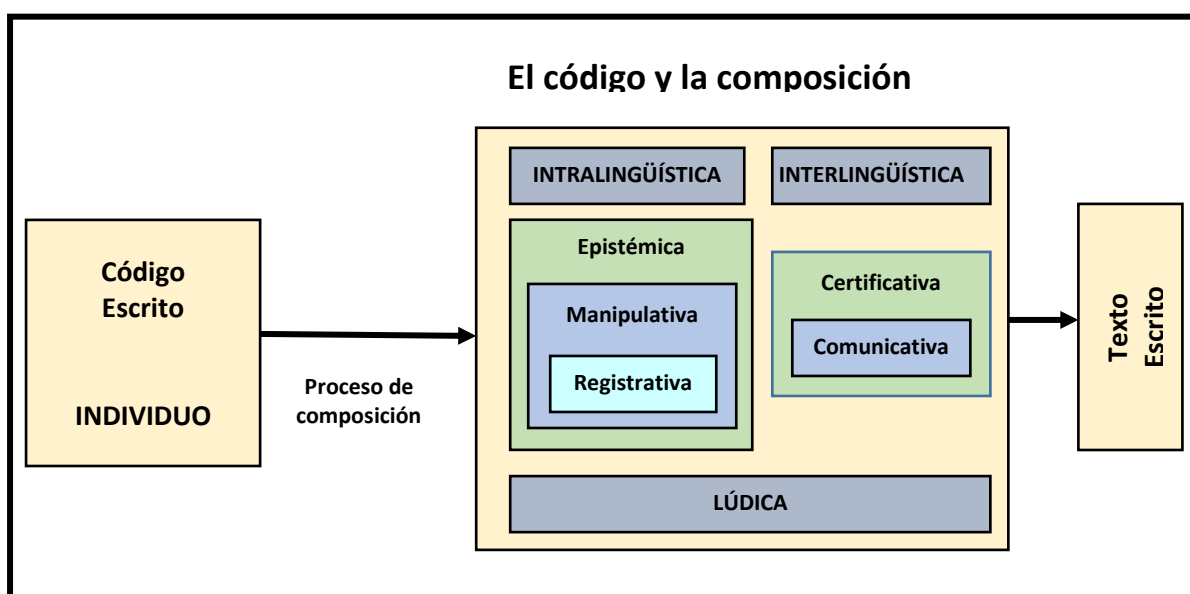 El código y la composición
Código
Escrito
INDIVIDUO
Proceso de
composición
INTRALINGÜÍSTICA
INTERLINGÜÍSTICA
Epistémica
Manipulativa
Registrativa
Certificativa
Comunicativa
LÚDICA
Texto
Escrito